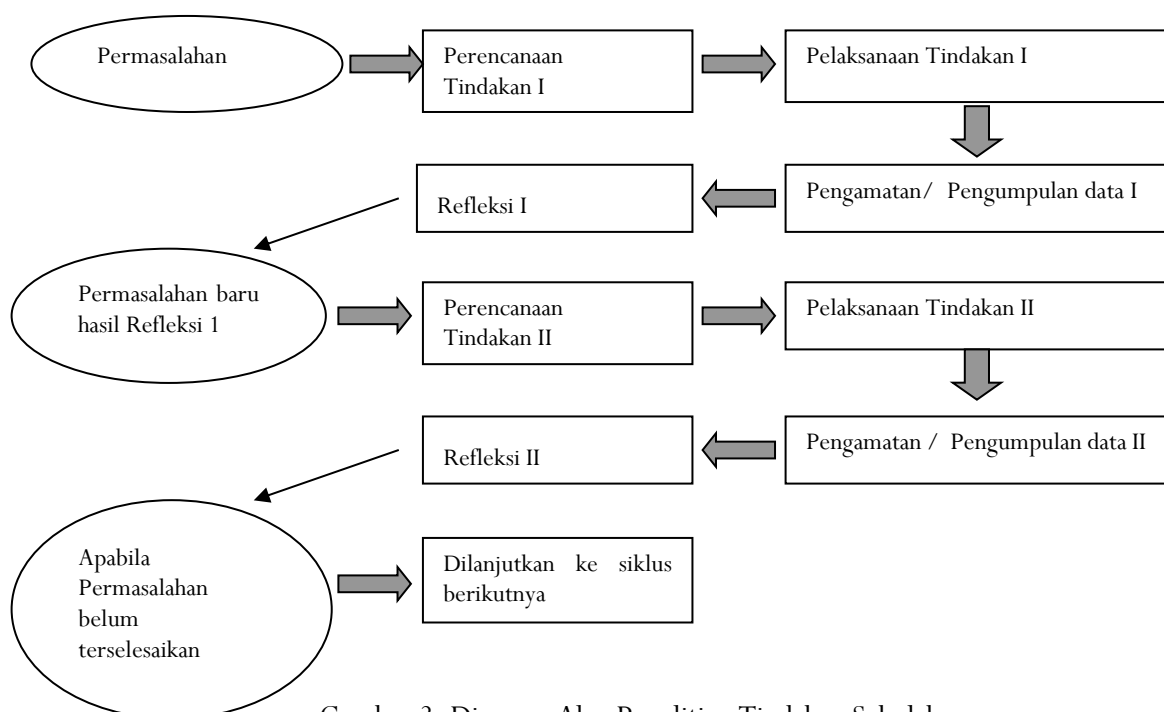 Permasalahan
Perencanaan
Tindakan I
Pelaksanaan Tindakan I
Pengamatan/ Pengumpulan data I
Refleksi I
Permasalahan baru
hasil Refleksi 1
Perencanaan
Tindakan II
Pelaksanaan Tindakan II
Pengamatan / Pengumpulan data II
Refleksi II
Apabila
Permasalahan
belum
terselesaikan
Dilanjutkan ke siklus
berikutnya